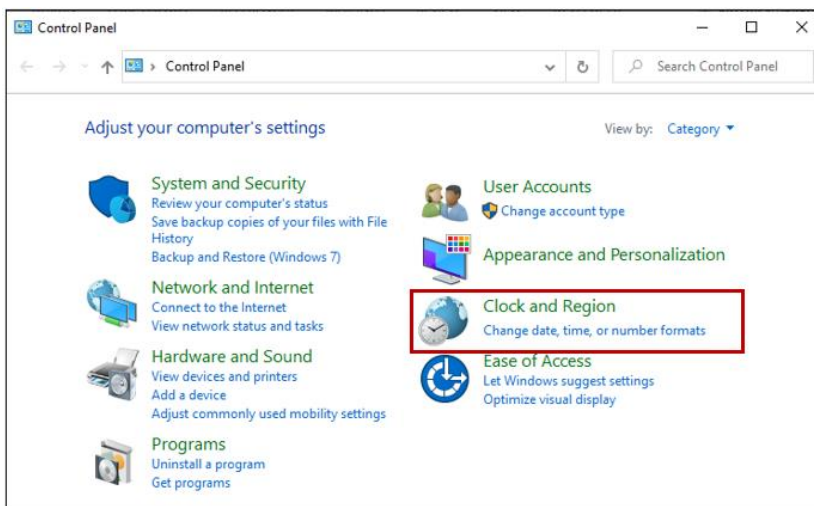 Control Panel
Control Panel
Search Control Panel
Adjust your computer's settings
View by: Category
System and Security
Review your computer's status
Save backup copies of your files with File
History
Backup and Restore (Windows 7)
Network and Internet
Connect to the Internet
View network status and tasks
Hardware and Sound
View devices and printers
Add a device
Adjust commonly used mobility settings
Programs
Uninstall a program
Get programs
User Accounts
Change account type
Appearance and Personalization
Clock and Region
Change date, time, or number formats
Ease of Access
Let Windows suggest settings
Optimize visual display